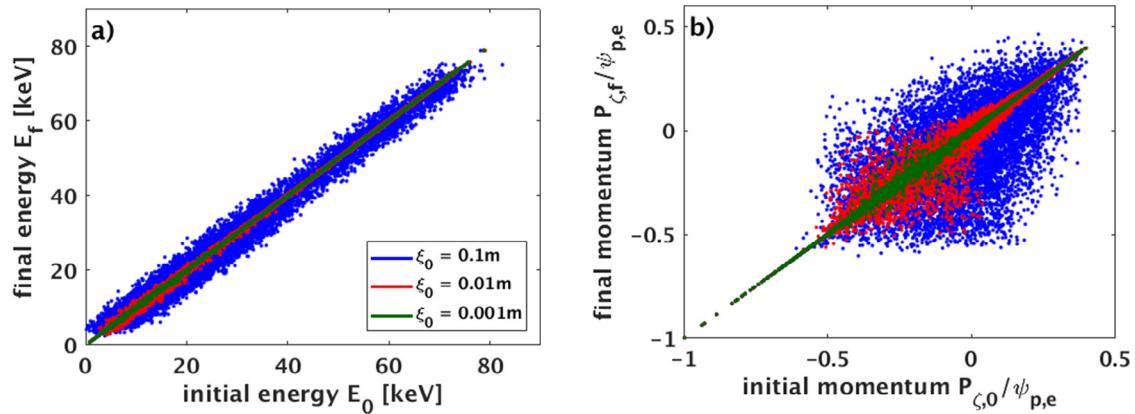 a)
final energy E_f [keV]
80
60
40
20
0
ξ_0 = 0.1m
ξ_0 = 0.01m
ξ_0 = 0.001m
0 20 40 60 80
initial energy E_0 [keV]
b)
final momentum P_ζ,f/ψ_p,e
0.5
0
-0.5
-1
-1 -0.5 0 0.5
initial momentum P_ζ,0/ψ_p,e